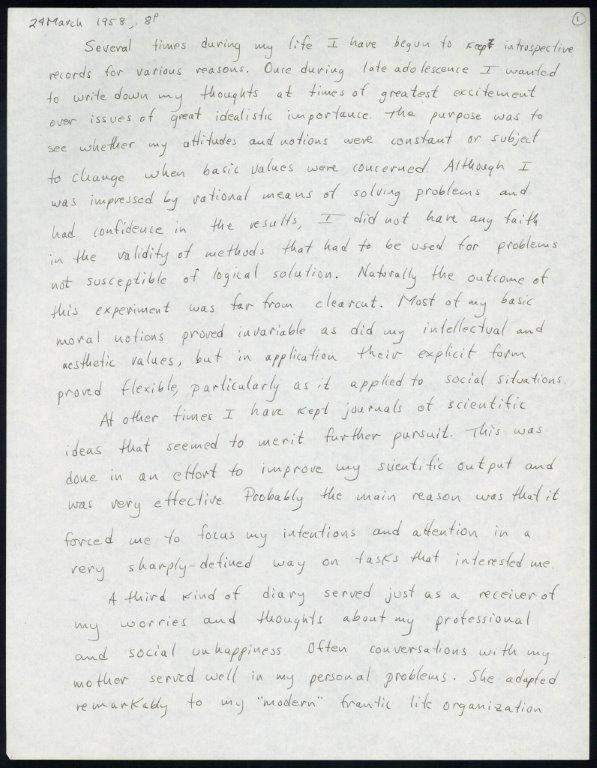 24 March 1958, 8P
1
Several times during my life I have begun to kept introspective
records for various reasons. Once during late adolescence I wanted
to write down my thoughts at times of greatest excitement
over issues of great idealistic importance. The purpose was to
see whether my attitudes and notions were constant or subject
to change when basic values were concerned. Although I
was impressed by rational means of solving problems and
had confidence in the results, I did not have any faith
in the validity of methods that had to be used for problems
not susceptible of logical solution. Naturally the outcome of
this experiment was far from clearcut. Most of my basic
moral notions proved invariable as did my intellectual and
aesthetic values, but in application their explicit form
proved flexible, particularly as it applied to social situations.
At other times I have kept journals of scientific
ideas that seemed to merit further pursuit. This was
done in an effort to improve my scientific output and
was very effective. Probably the main reason was that it
forced me to focus my intentions and attention in a
very sharply-defined way on tasks that interested me.
A third kind of diary served just as a receiver of
my worries and thoughts about my professional
and social unhappiness. Often conversations with my
mother served well in my personal problems. She adapted
remarkably to my "modern" frantic life organization